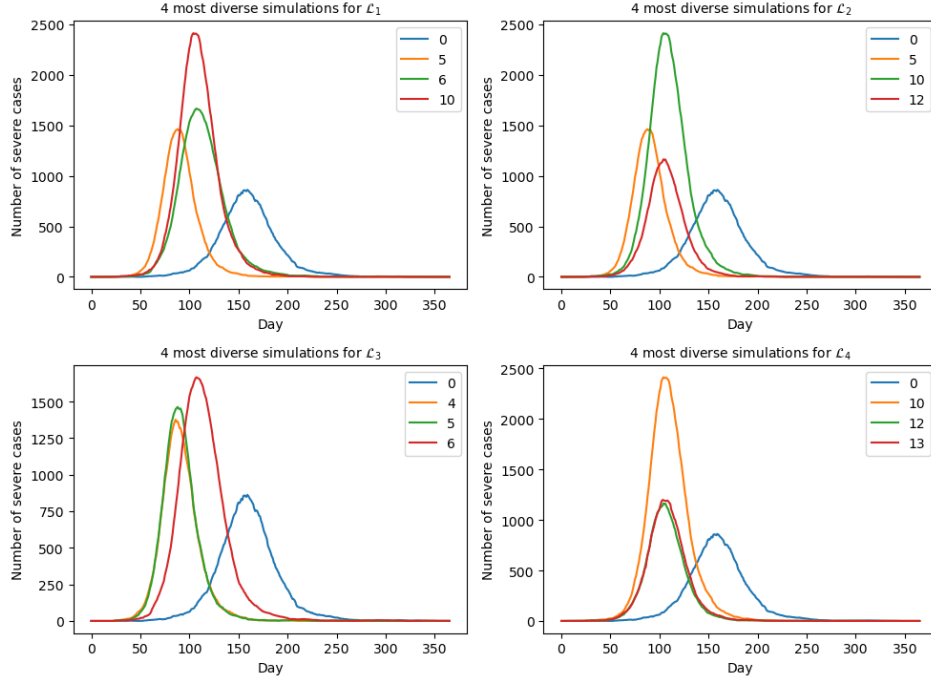 4 most diverse simulations for ℒ₁
Number of severe cases
2500
2000
1500
1000
500
0
0 50 100 150 200 250 300 350
Day
0
5
6
10
4 most diverse simulations for ℒ₂
Number of severe cases
2500
2000
1500
1000
500
0
0 50 100 150 200 250 300 350
Day
0
5
10
12
4 most diverse simulations for ℒ₃
Number of severe cases
1500
1250
1000
750
500
250
0
0 50 100 150 200 250 300 350
Day
0
4
5
6
4 most diverse simulations for ℒ₄
Number of severe cases
2500
2000
1500
1000
500
0
0 50 100 150 200 250 300 350
Day
0
10
12
13